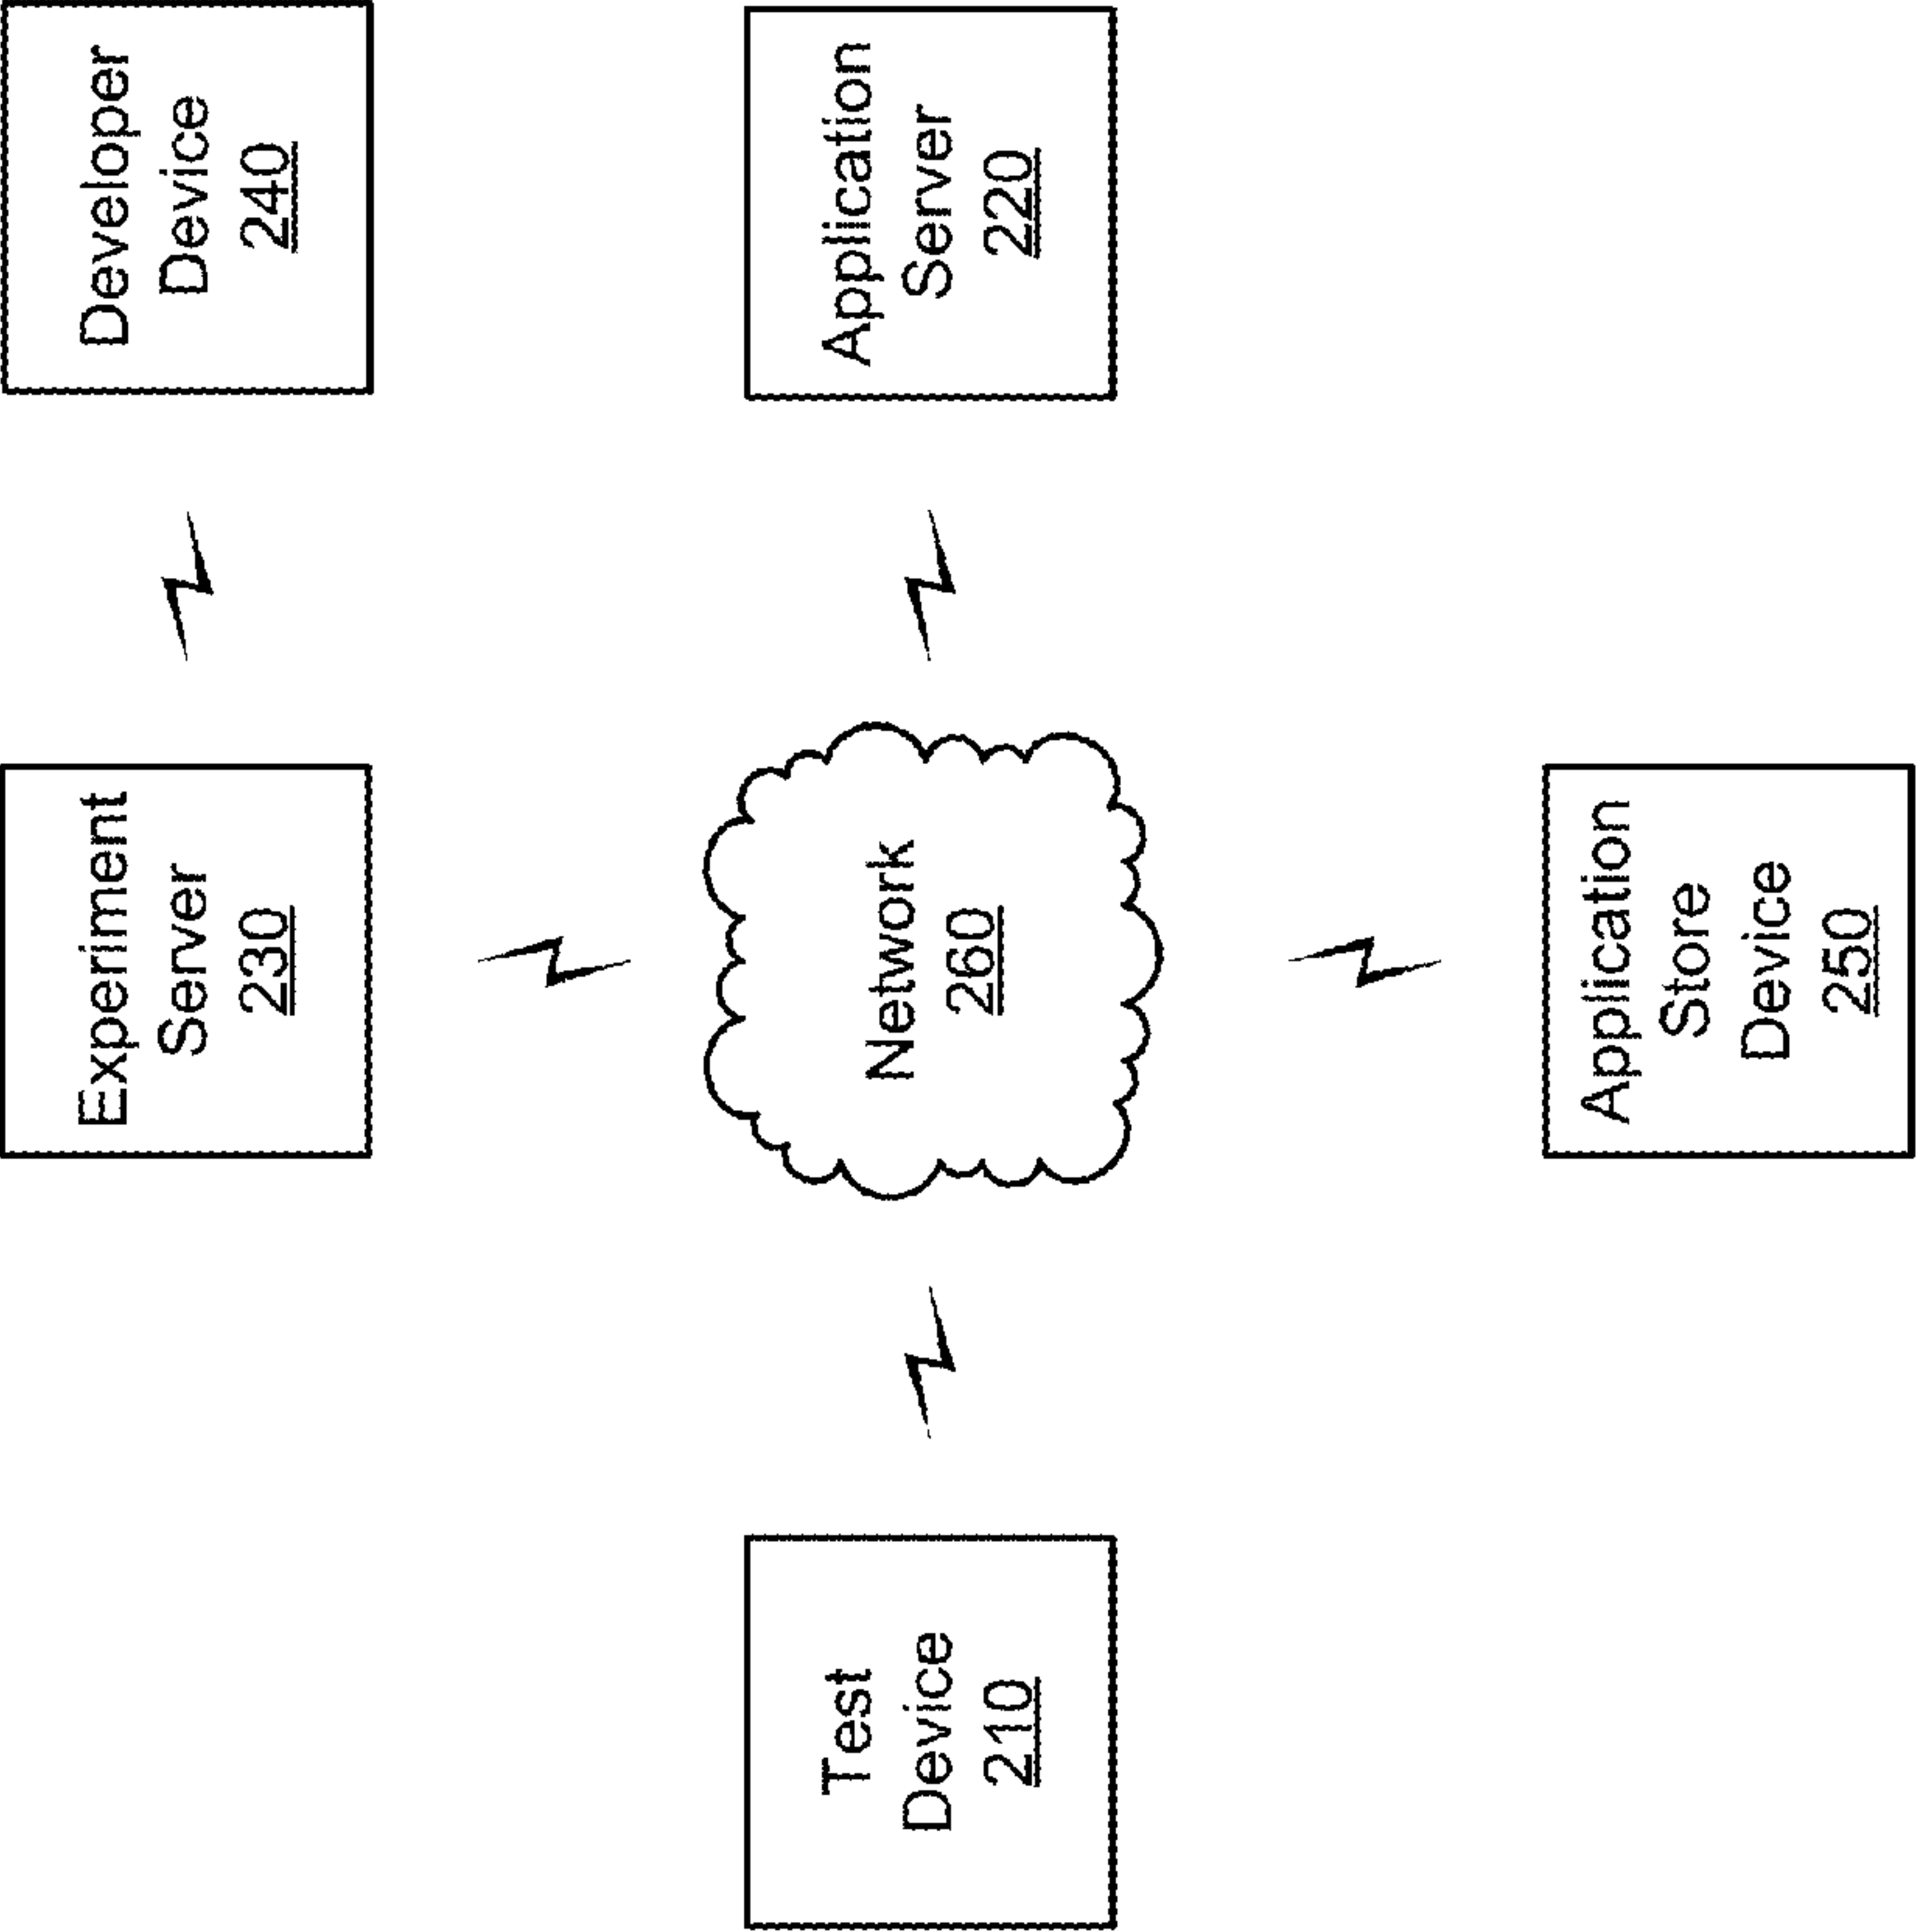 Experiment
Server
230
Developer
Device
240
Test
Device
210
Network
260
Application
Server
220
Application
Store
Device
250